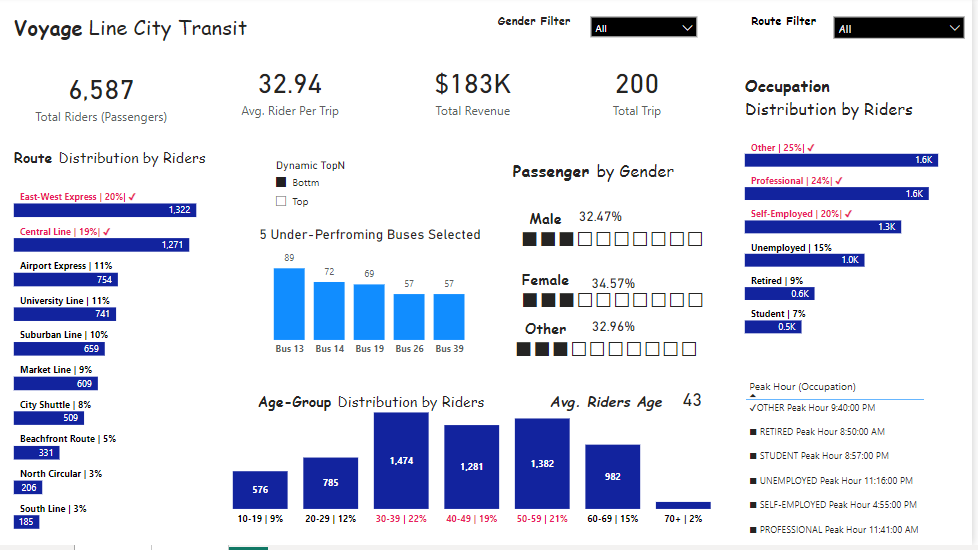 Voyage Line City Transit
Gender Filter
All
Route Filter
All
6,587
Total Riders (Passengers)
32.94
Avg. Rider Per Trip
$183K
Total Revenue
200
Total Trip
Route Distribution by Riders
East-West Express | 20%| ✓
1,322
Central Line | 19%| ✓
1,271
Airport Express | 11%
754
University Line | 11%
741
Suburban Line | 10%
659
Market Line | 9%
609
City Shuttle | 8%
509
Beachfront Route | 5%
331
North Circular | 3%
206
South Line | 3%
185
Dynamic TopN
Bottm
Top
5 Under-Perfroming Buses Selected
89
72
69
57
57
Bus 13
Bus 14
Bus 19
Bus 26
Bus 39
Passenger by Gender
Male 32.47%
Female 34.57%
Other 32.96%
Occupation
Distribution by Riders
Other | 25%| ✓
1.6K
Professional | 24%| ✓
1.6K
Self-Employed | 20%| ✓
1.3K
Unemployed | 15%
1.0K
Retired | 9%
0.6K
Student | 7%
0.5K
Age-Group Distribution by Riders
Avg. Riders Age 43
576
785
1,474
1,281
1,382
982
10-19 | 9%
20-29 | 12%
30-39 | 22%
40-49 | 19%
50-59 | 21%
60-69 | 15%
70+ | 2%
Peak Hour (Occupation)
✓OTHER Peak Hour 9:40:00 PM
■ RETIRED Peak Hour 8:50:00 AM
■ STUDENT Peak Hour 8:57:00 PM
■ UNEMPLOYED Peak Hour 11:16:00 PM
■ SELF-EMPLOYED Peak Hour 4:55:00 PM
■ PROFESSIONAL Peak Hour 11:41:00 AM